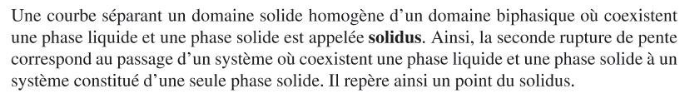 Une courbe séparant un domaine solide homogène d’un domaine biphasique où coexistent
une phase liquide et une phase solide est appelée solidus. Ainsi, la seconde rupture de pente
correspond au passage d’un système où coexistent une phase liquide et une phase solide à un
système constitué d’une seule phase solide. Il repère ainsi un point du solidus.